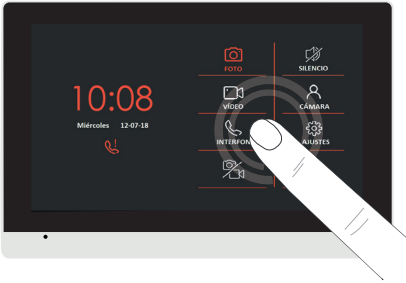 10:08
Miércoles 12-07-18
FOTO
SILENCIO
VÍDEO
CÁMARA
INTERFON
AJUSTES